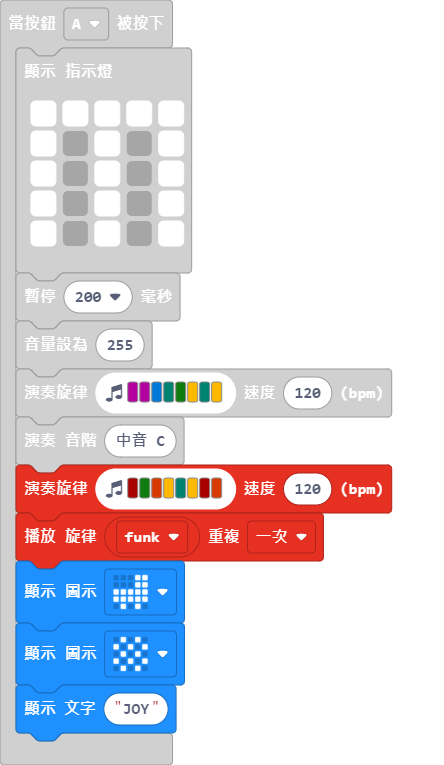 當按鈕 A 被按下
顯示 指示燈
暫停 200 毫秒
音量設為 255
演奏旋律 速度 120 (bpm)
演奏 音階 中音 C
演奏旋律 速度 120 (bpm)
播放 旋律 funk 重複 一次
顯示 圖示
顯示 圖示
顯示 文字 "JOY"